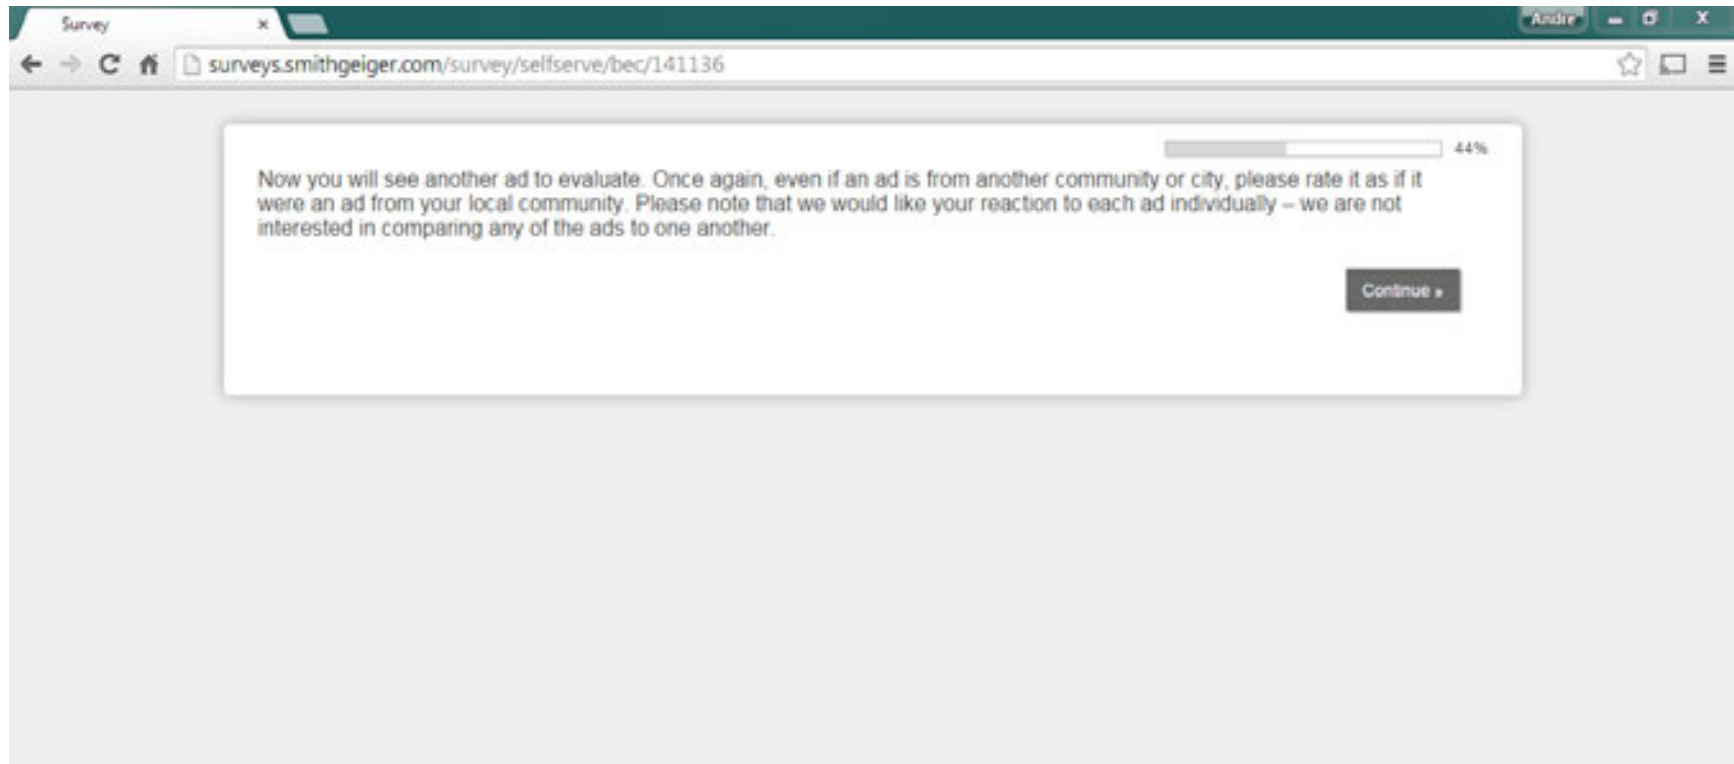 Survey
Andre
surveys.smithgeiger.com/survey/selfserve/bec/141136
44%
Now you will see another ad to evaluate. Once again, even if an ad is from another community or city, please rate it as if it
were an ad from your local community. Please note that we would like your reaction to each ad individually – we are not
interested in comparing any of the ads to one another.
Continue »